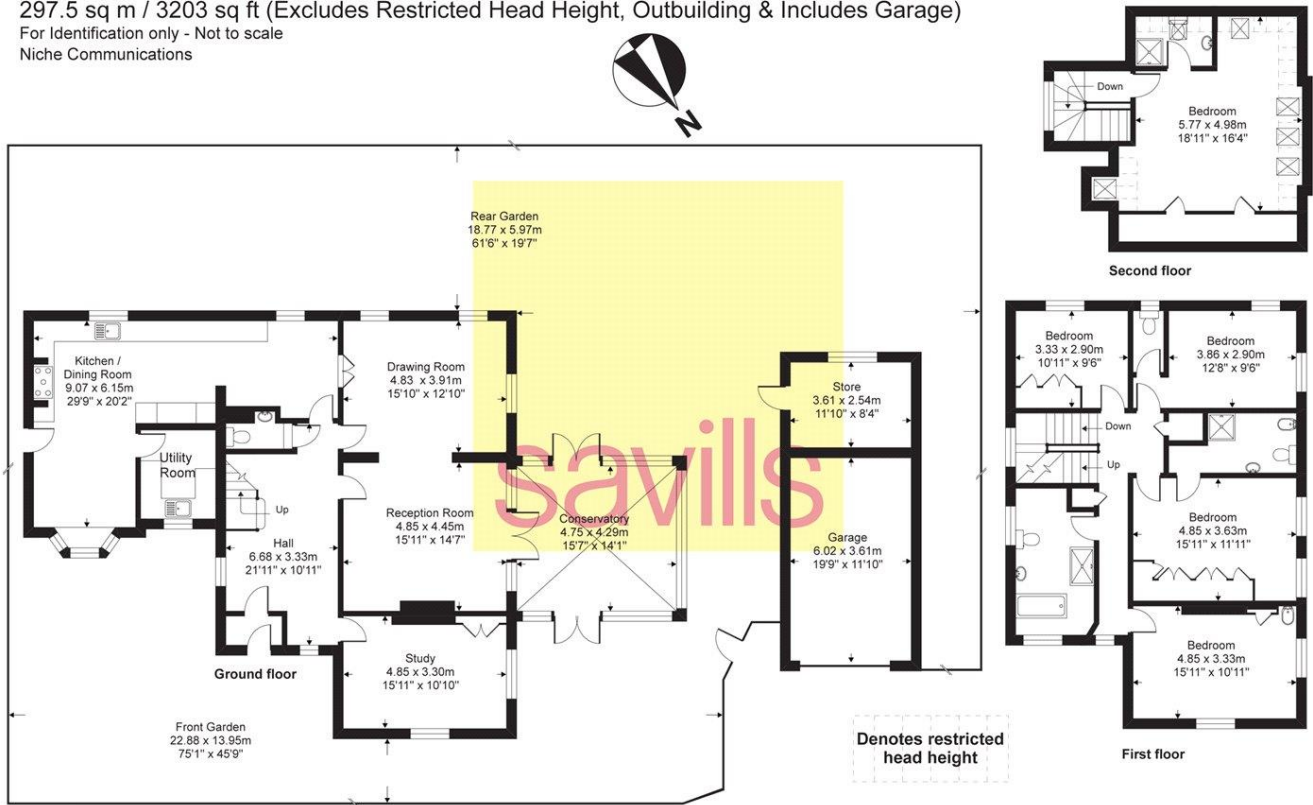 297.5 sq m / 3203 sq ft (Excludes Restricted Head Height, Outbuilding & Includes Garage)
For Identification only - Not to scale
Niche Communications
N
Down
Bedroom
5.77 x 4.98m
18'11" x 16'4"
Second floor
Rear Garden
18.77 x 5.97m
61'6" x 19'7"
Kitchen /
Dining Room
9.07 x 6.15m
29'9" x 20'2"
Drawing Room
4.83 x 3.91m
15'10" x 12'10"
Store
3.61 x 2.54m
11'10" x 8'4"
Utility
Room
Up
Hall
6.68 x 3.33m
21'11" x 10'11"
Reception Room
4.85 x 4.45m
15'11" x 14'7"
savills
Conservatory
4.75 x 4.29m
15'7" x 14'1"
Garage
6.02 x 3.61m
19'9" x 11'10"
Study
4.85 x 3.30m
15'11" x 10'10"
Ground floor
Front Garden
22.88 x 13.95m
75'1" x 45'9"
Denotes restricted
head height
Bedroom
3.33 x 2.90m
10'11" x 9'6"
Bedroom
3.86 x 2.90m
12'8" x 9'6"
Down
Up
Bedroom
4.85 x 3.63m
15'11" x 11'11"
Bedroom
4.85 x 3.33m
15'11" x 10'11"
First floor